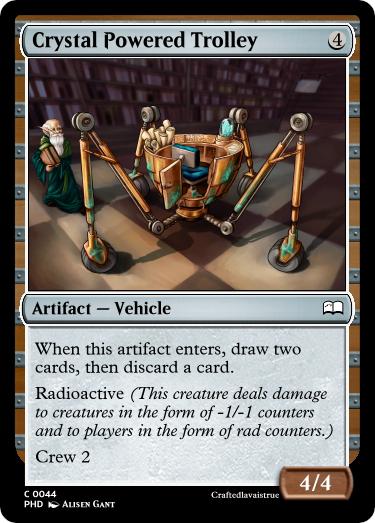 Crystal Powered Trolley 4
Artifact — Vehicle
When this artifact enters, draw two
cards, then discard a card.
Radioactive (This creature deals damage
to creatures in the form of -1/-1 counters
and to players in the form of rad counters.)
Crew 2
4/4
C 0044
PHD Alisen Gant
Craftedlavaistrue